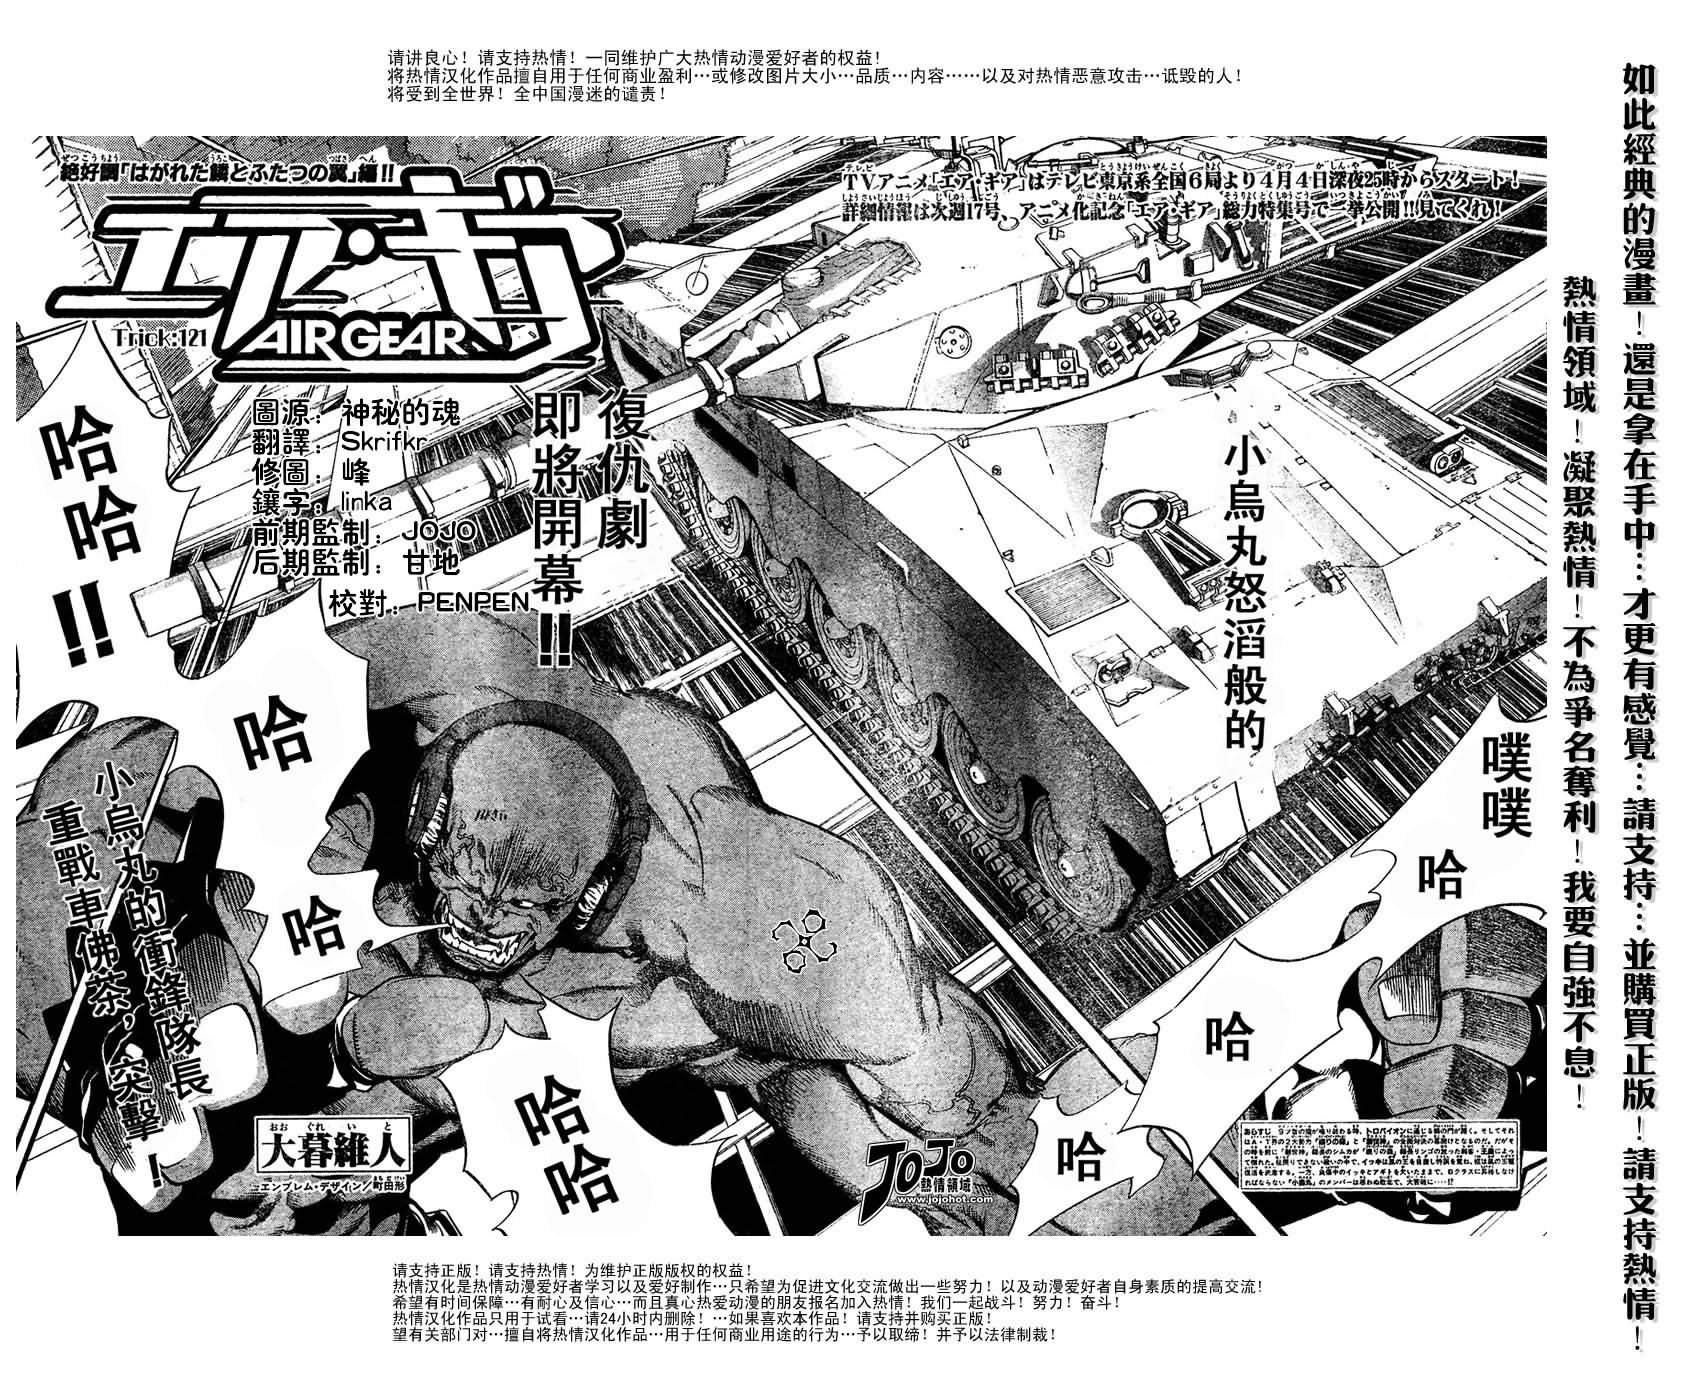 请讲良心！请支持热情！一同维护广大热情动漫爱好者的权益！
将热情汉化作品擅自用于任何商业盈利…或修改图片大小…品质…内容……以及对热情恶意攻击…诋毁的人！
将受到全世界！全中国漫迷的谴责！
如此經典的漫畫！還是拿在手中…才更有感覺…請支持…並購買正版！請支持熱情！
熱情領域！凝聚熱情！不為爭名奪利！我要自強不息！
絶好調「はがれた鱗とふたつの翼」編!!
TVアニメ「エア・ギア」はテレビ東京系全国6局より4月4日深夜25時からスタート！
詳細情報は次週17号、アニメ化記念「エア・ギア」総力特集号で一挙公開!!見てくれ！
エア・ギア
AIR GEAR
Trick:121
圖源：神秘的魂
翻譯：Skrifkr
修圖：峰
鑲字：linka
前期監制：JOJO
后期監制：甘地
校對：PENPEN
小烏丸怒滔般的
復仇劇
即將開幕!!
噗噗
哈
哈
哈
哈哈
哈
哈
哈哈!!
小烏丸的衝鋒隊長
重戰車佛茶，突擊！
大暮維人
エンブレム・デザイン／町田形
JOJO
熱情領域
www.jojohot.com
あらすじ
请支持正版！请支持热情！为维护正版版权的权益！
热情汉化是热情动漫爱好者学习以及爱好制作…只希望为促进文化交流做出一些努力！以及动漫爱好者自身素质的提高交流！
希望有时间保障…有耐心及信心…而且真心热爱动漫的朋友报名加入热情！我们一起战斗！努力！奋斗！
热情汉化作品只用于试看…请24小时内删除！…如果喜欢本作品！请支持并购买正版！
望有关部门对…擅自将热情汉化作品…用于任何商业用途的行为…予以取缔！并予以法律制裁！